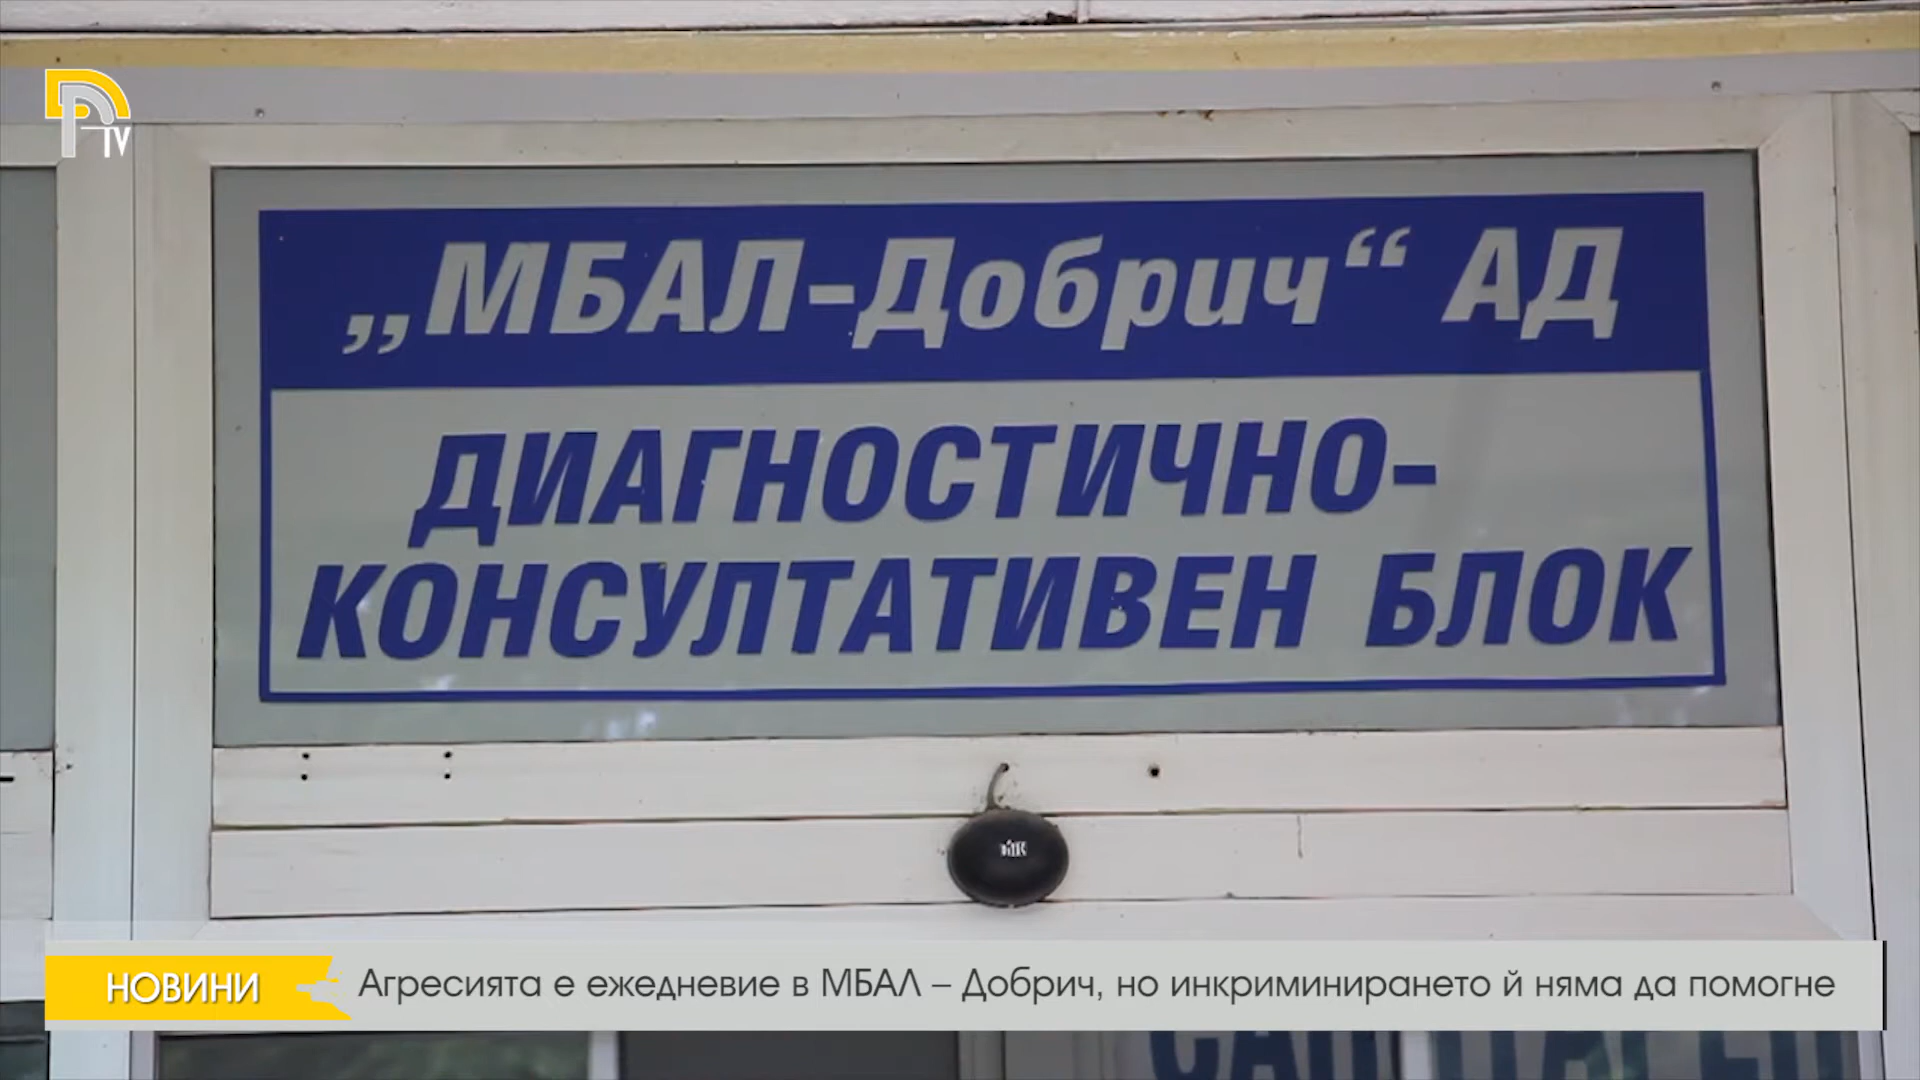 TV
„МБАЛ-Добрич“ АД
ДИАГНОСТИЧНО-
КОНСУЛТАТИВЕН БЛОК
НОВИНИ
Агресията е ежедневие в МБАЛ – Добрич, но инкриминирането й няма да помогне